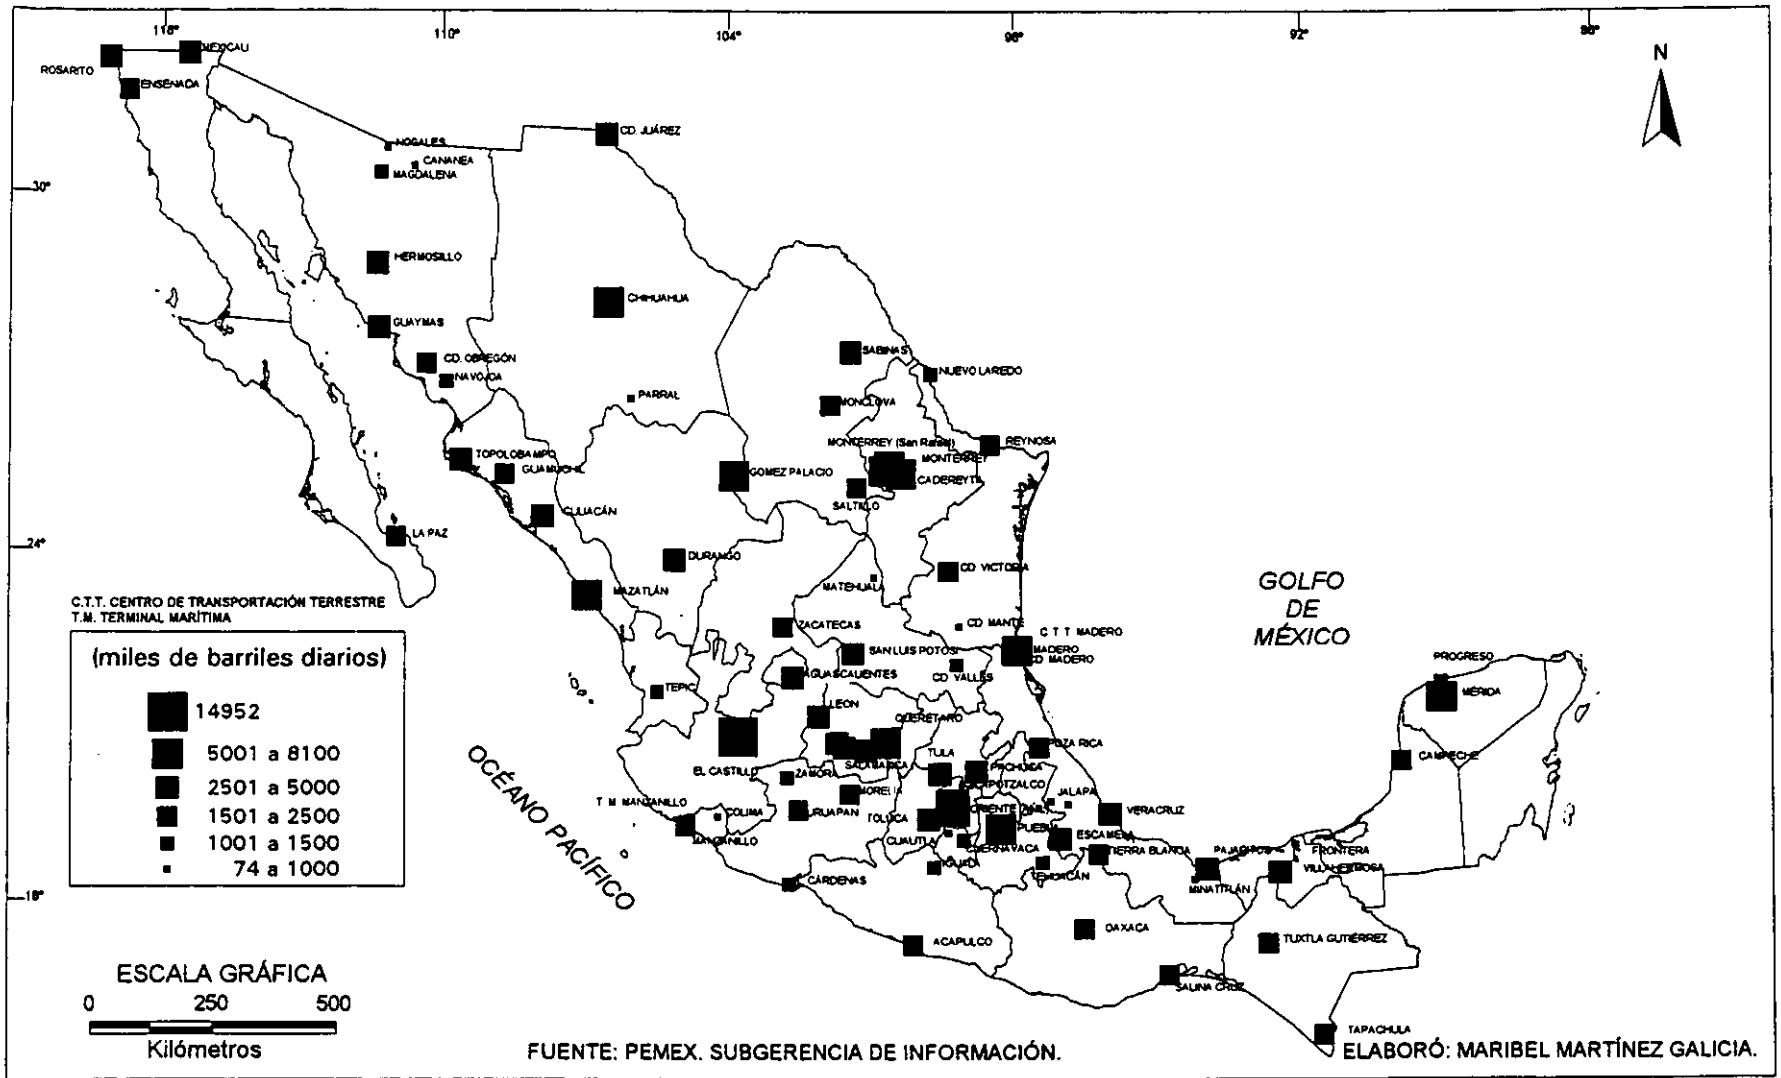 116° 110° 104° 98° 92° 86°
MEXICALI
ROSARITO
ENSENADA
N
CD. JUÁREZ
NOGALES
CANANEA
MAGDALENA
30°
HERMOSILLO
CHIHUAHUA
GUAYMAS
CD. OBREGÓN
NAVOJOA
SABINAS
NUEVO LAREDO
PARRAL
MONCLOVA
MONTERREY (San Rafael)
REYNOSA
TOPOLOBAMPO
GUAMUCHIL
GOMEZ PALACIO
MONTERREY
CADEREYTA
SALTILLO
CULIACÁN
LA PAZ
24°
DURANGO
CD VICTORIA
MATEHUALA
MAZATLÁN
GOLFO
DE
MÉXICO
C.T.T. CENTRO DE TRANSPORTACIÓN TERRESTRE
T.M. TERMINAL MARÍTIMA
ZACATECAS
CD MANTE
C T T MADERO
MADERO
CD MADERO
SAN LUIS POTOSI
AGUASCALIENTES
CD VALLES
TEPIC
PROGRESO
MÉRIDA
(miles de barriles diarios)
14952
5001 a 8100
2501 a 5000
1501 a 2500
1001 a 1500
74 a 1000
LEON
QUERÉTARO
POZA RICA
CAMPECHE
EL CASTILLO
SALAMANCA
TULA
PACHUCA
ZAMORA
MORELIA
JALAPA
T. M. MANZANILLO
COLIMA
URUAPAN
TOLUCA
VERACRUZ
MANZANILLO
PUEBLA
ESCAMELA
CUAUTLA
CUERNAVACA
TIERRA BLANCA
PAJARITOS
FRONTERA
IGUALA
TEHUACÁN
MINATITLÁN
VILLAHERMOSA
OCÉANO PACÍFICO
CÁRDENAS
18°
ACAPULCO
OAXACA
TUXTLA GUTIÉRREZ
SALINA CRUZ
TAPACHULA
ESCALA GRÁFICA
0 250 500
Kilómetros
FUENTE: PEMEX. SUBGERENCIA DE INFORMACIÓN.
ELABORÓ: MARIBEL MARTÍNEZ GALICIA.